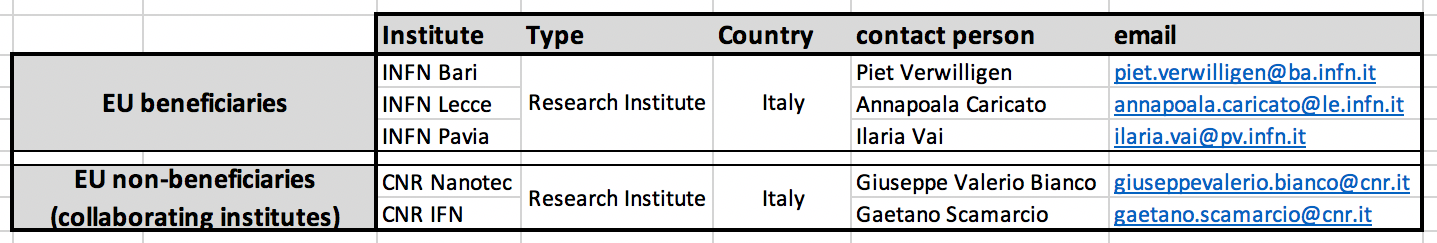 Institute Type Country contact person email
EU beneficiaries
INFN Bari Research Institute Italy Piet Verwilligen piet.verwilligen@ba.infn.it
INFN Lecce Annapoala Caricato annapoala.caricato@le.infn.it
INFN Pavia Ilaria Vai ilaria.vai@pv.infn.it
EU non-beneficiaries
(collaborating institutes)
CNR Nanotec Research Institute Italy Giuseppe Valerio Bianco giuseppevalerio.bianco@cnr.it
CNR IFN Gaetano Scamarcio gaetano.scamarcio@cnr.it